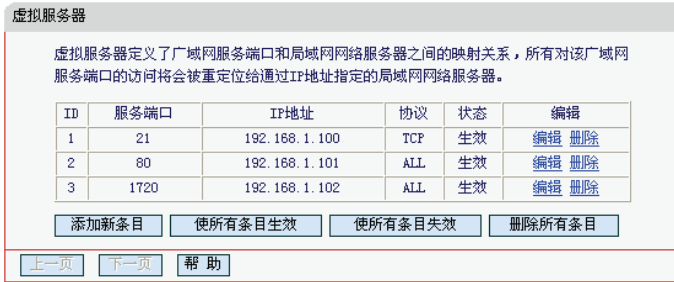 虚拟服务器
虚拟服务器定义了广域网服务端口和局域网网络服务器之间的映射关系，所有对该广域网
服务端口的访问将会被重定位给通过IP地址指定的局域网网络服务器。
ID 服务端口 IP地址 协议 状态 编辑
1 21 192.168.1.100 TCP 生效 编辑 删除
2 80 192.168.1.101 ALL 生效 编辑 删除
3 1720 192.168.1.102 ALL 生效 编辑 删除
添加新条目 使所有条目生效 使所有条目失效 删除所有条目
上一页 下一页 帮 助